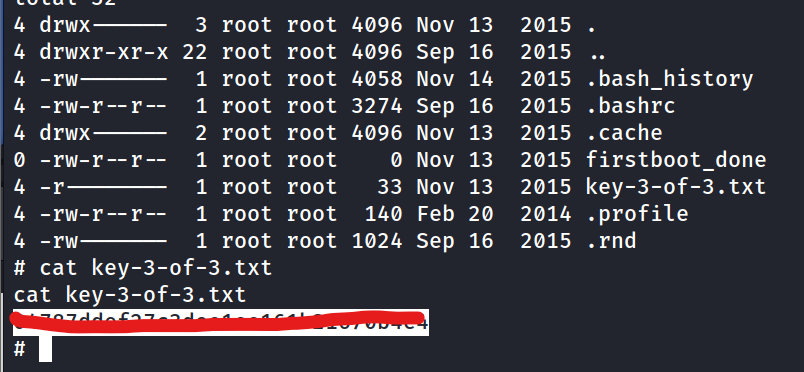 4 drwx------ 3 root root 4096 Nov 13 2015 .
4 drwxr-xr-x 22 root root 4096 Sep 16 2015 ..
4 -rw------- 1 root root 4058 Nov 14 2015 .bash_history
4 -rw-r--r-- 1 root root 3274 Sep 16 2015 .bashrc
4 drwx------ 2 root root 4096 Nov 13 2015 .cache
0 -rw-r--r-- 1 root root 0 Nov 13 2015 firstboot_done
4 -r-------- 1 root root 33 Nov 13 2015 key-3-of-3.txt
4 -rw-r--r-- 1 root root 140 Feb 20 2014 .profile
4 -rw------- 1 root root 1024 Sep 16 2015 .rnd
# cat key-3-of-3.txt
cat key-3-of-3.txt
#